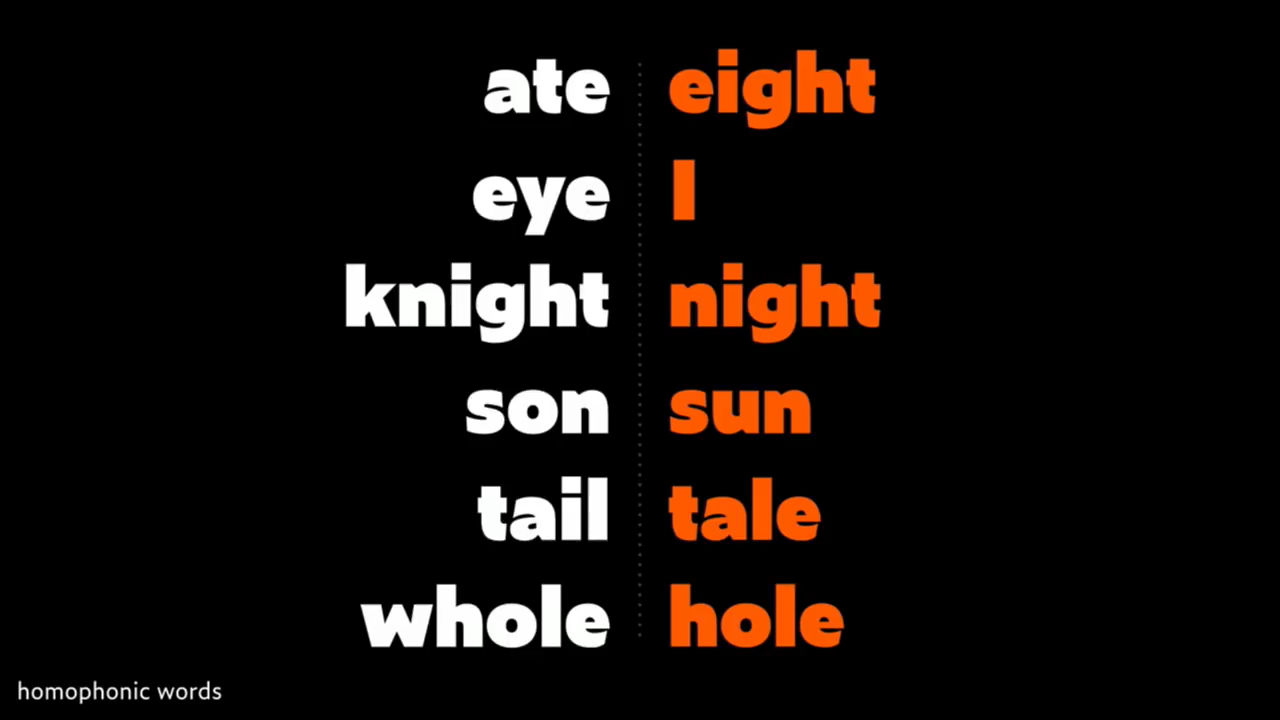 ate eight
eye I
knight night
son sun
tail tale
whole hole
homophonic words